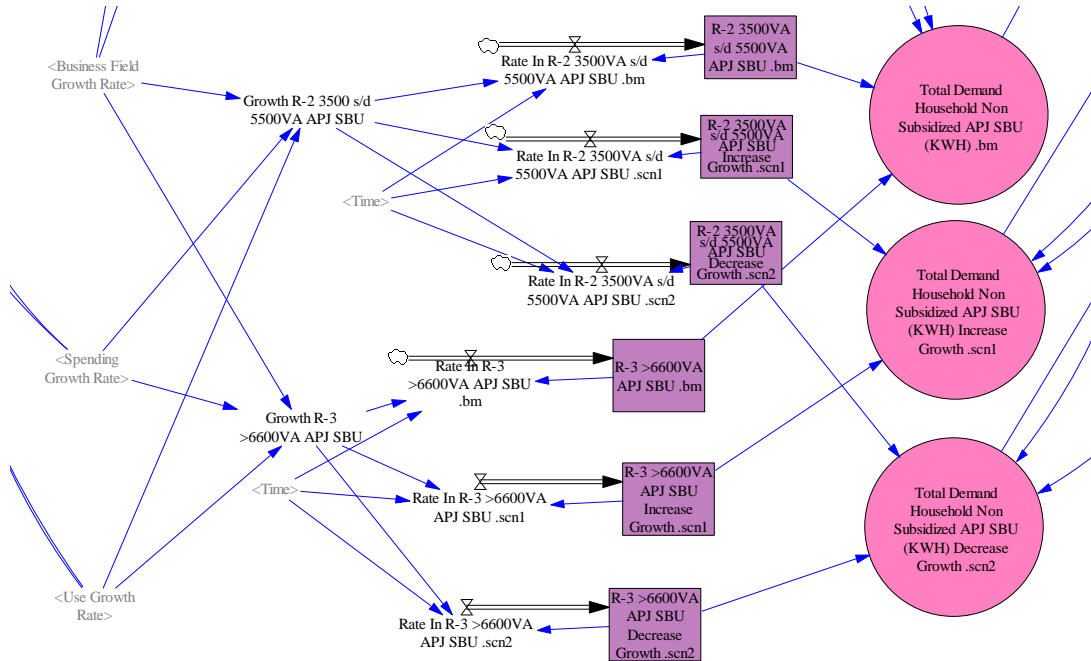 <Business Field
Growth Rate>
Growth R-2 3500 s/d
5500VA APJ SBU
<Spending
Growth Rate>
Growth R-3
>6600VA APJ SBU
<Use Growth
Rate>
<Time>
<Time>
Rate In R-2 3500VA s/d
5500VA APJ SBU .bm
R-2 3500VA
s/d 5500VA
APJ SBU .bm
Rate In R-2 3500VA s/d
5500VA APJ SBU .scn1
R-2 3500VA
s/d 5500VA
APJ SBU
Increase
Growth .scn1
Rate In R-2 3500VA s/d
5500VA APJ SBU .scn2
R-2 3500VA
s/d 5500VA
APJ SBU
Decrease
Growth .scn2
Rate In R-3
>6600VA APJ SBU
.bm
R-3 >6600VA
APJ SBU .bm
Rate In R-3 >6600VA
APJ SBU .scn1
R-3 >6600VA
APJ SBU
Increase
Growth .scn1
Rate In R-3 >6600VA
APJ SBU .scn2
R-3 >6600VA
APJ SBU
Decrease
Growth .scn2
Total Demand
Household Non
Subsidized APJ SBU
(KWH) .bm
Total Demand
Household Non
Subsidized APJ SBU
(KWH) Increase
Growth .scn1
Total Demand
Household Non
Subsidized APJ SBU
(KWH) Decrease
Growth .scn2